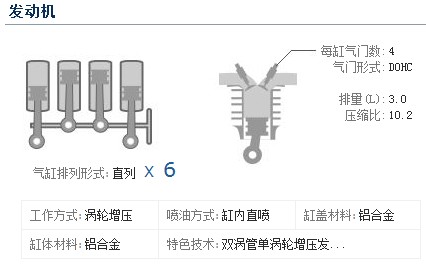 发动机
每缸气门数: 4
气门形式: DOHC
排量(L): 3.0
压缩比: 10.2
气缸排列形式: 直列 X 6
工作方式: 涡轮增压 喷油方式: 缸内直喷 缸盖材料: 铝合金
缸体材料: 铝合金 特色技术: 双涡管单涡轮增压发...